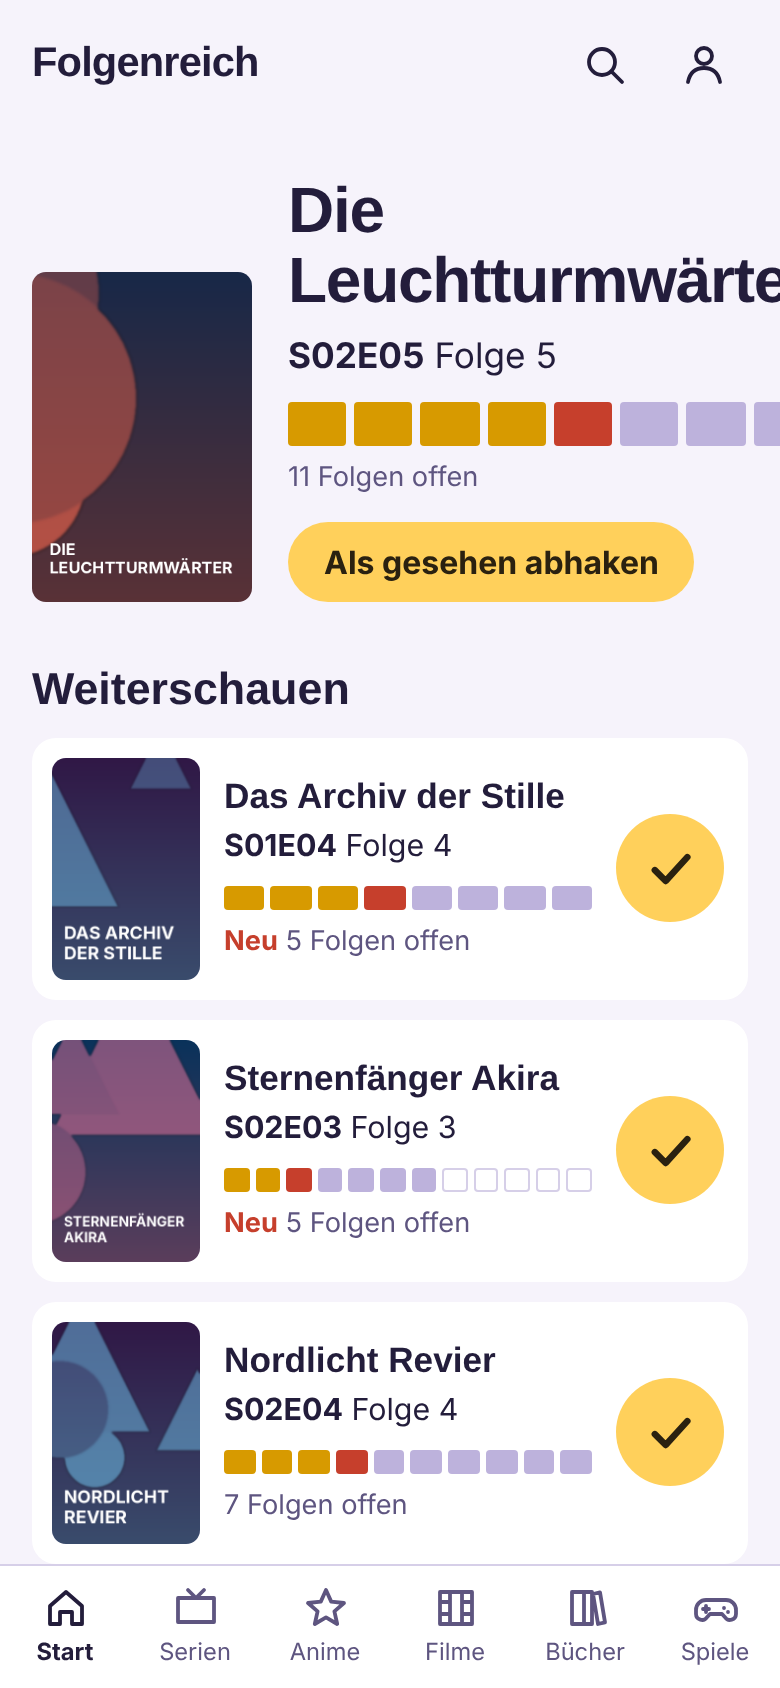 Folgenreich
Die
Leuchtturmwärte
S02E05 Folge 5
11 Folgen offen
Als gesehen abhaken
DIE
LEUCHTTURMWÄRTER
Weiterschauen
Das Archiv der Stille
S01E04 Folge 4
Neu 5 Folgen offen
DAS ARCHIV
DER STILLE
Sternenfänger Akira
S02E03 Folge 3
Neu 5 Folgen offen
STERNENFÄNGER
AKIRA
Nordlicht Revier
S02E04 Folge 4
7 Folgen offen
NORDLICHT
REVIER
Start
Serien
Anime
Filme
Bücher
Spiele